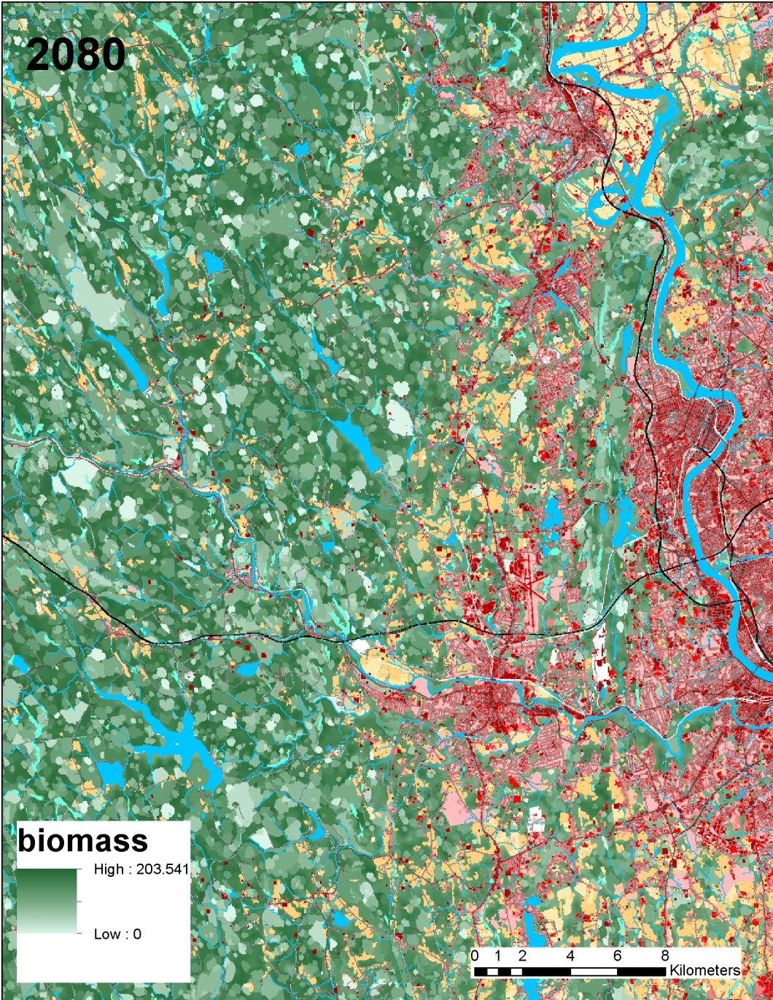 2080
biomass
High : 203.541
Low : 0
0 1 2 4 6 8
Kilometers